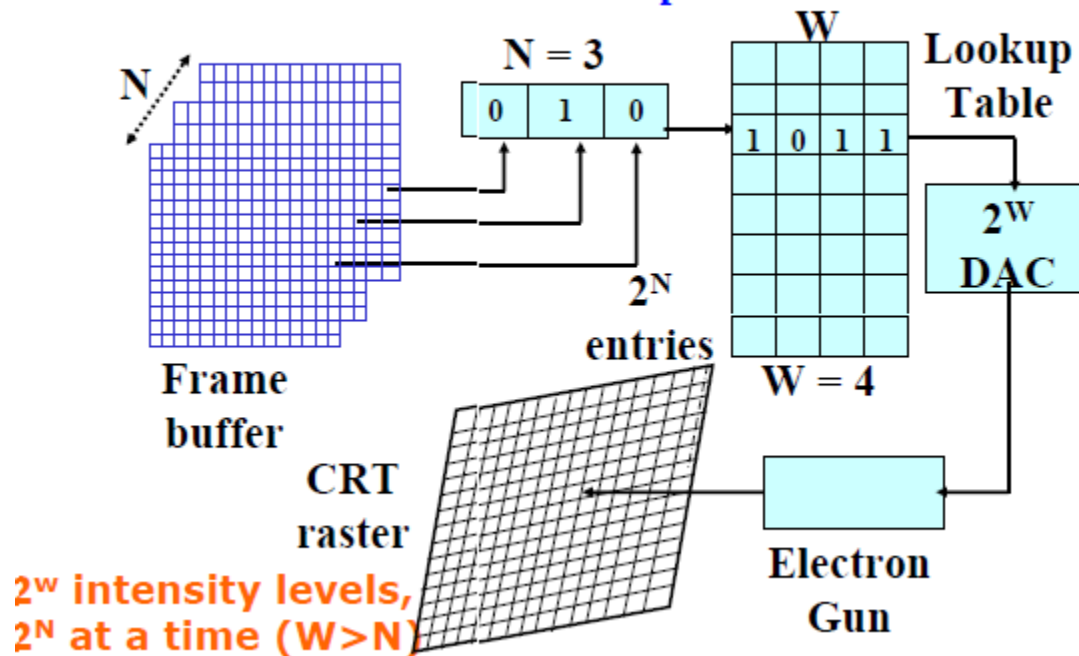 N
N = 3
0 1 0
W
1 0 1 1
Lookup
Table
2ᵂ
DAC
2ᴺ
entries
W = 4
Frame
buffer
CRT
raster
Electron
Gun
2ʷ intensity levels,
2ᴺ at a time (W>N)